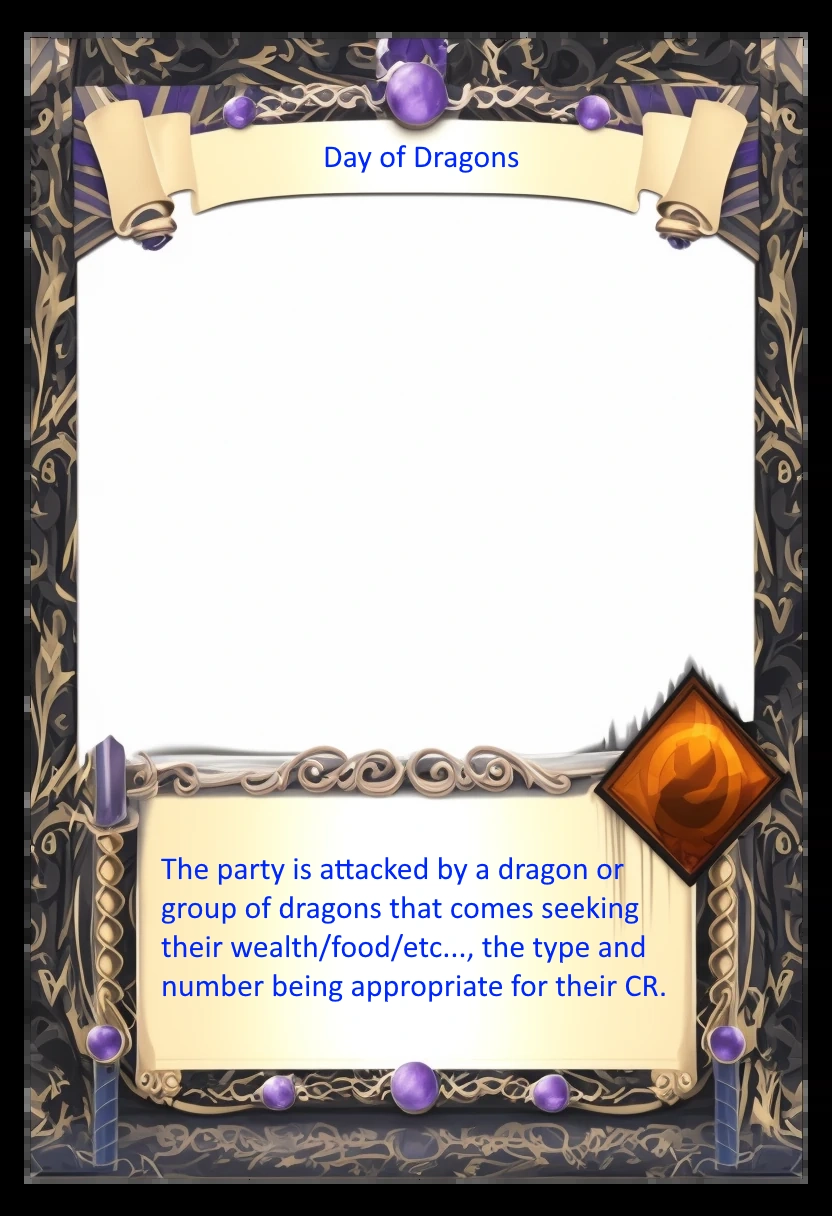 Day of Dragons
The party is attacked by a dragon or
group of dragons that comes seeking
their wealth/food/etc..., the type and
number being appropriate for their CR.